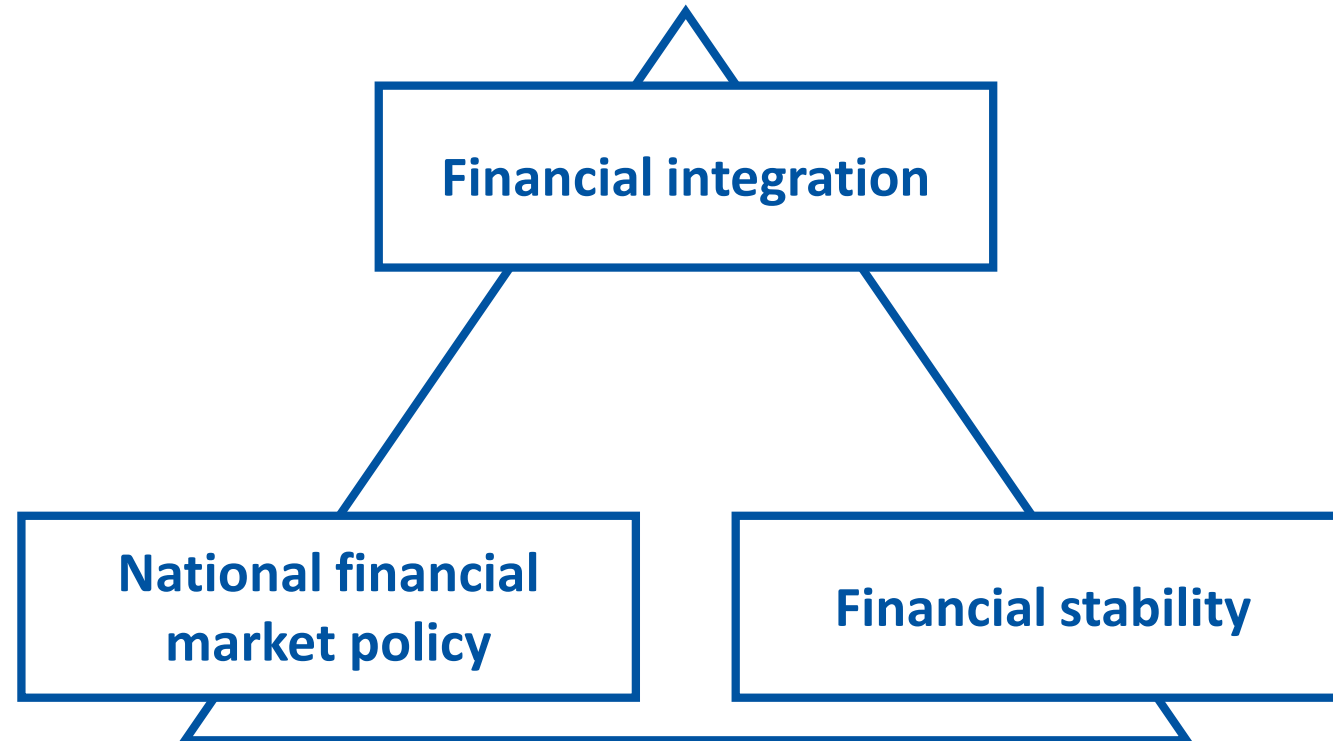 Financial integration
National financial
market policy
Financial stability